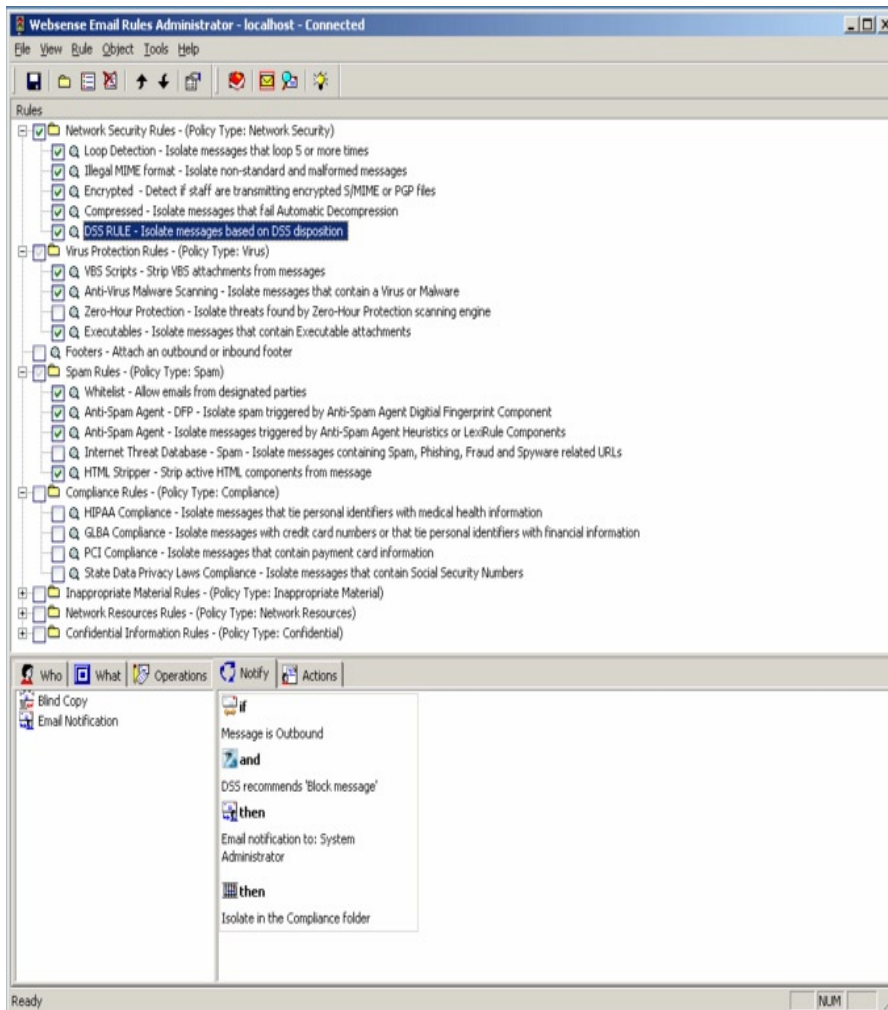 Websense Email Rules Administrator - localhost - Connected
File View Rule Object Tools Help
Rules
Network Security Rules - (Policy Type: Network Security)
Loop Detection - Isolate messages that loop 5 or more times
Illegal MIME format - Isolate non-standard and malformed messages
Encrypted - Detect if staff are transmitting encrypted S/MIME or PGP files
Compressed - Isolate messages that fail Automatic Decompression
DSS RULE - Isolate messages based on DSS disposition
Virus Protection Rules - (Policy Type: Virus)
VBS Scripts - Strip VBS attachments from messages
Anti-Virus Malware Scanning - Isolate messages that contain a Virus or Malware
Zero-Hour Protection - Isolate threats found by Zero-Hour Protection scanning engine
Executables - Isolate messages that contain Executable attachments
Footers - Attach an outbound or inbound footer
Spam Rules - (Policy Type: Spam)
Whitelist - Allow emails from designated parties
Anti-Spam Agent - DFP - Isolate spam triggered by Anti-Spam Agent Digitial Fingerprint Component
Anti-Spam Agent - Isolate messages triggered by Anti-Spam Agent Heuristics or LexiRule Components
Internet Threat Database - Spam - Isolate messages containing Spam, Phishing, Fraud and Spyware related URLs
HTML Stripper - Strip active HTML components from message
Compliance Rules - (Policy Type: Compliance)
HIPAA Compliance - Isolate messages that tie personal identifiers with medical health information
GLBA Compliance - Isolate messages with credit card numbers or that tie personal identifiers with financial information
PCI Compliance - Isolate messages that contain payment card information
State Data Privacy Laws Compliance - Isolate messages that contain Social Security Numbers
Inappropriate Material Rules - (Policy Type: Inappropriate Material)
Network Resources Rules - (Policy Type: Network Resources)
Confidential Information Rules - (Policy Type: Confidential)
Who What Operations Notify Actions
Blind Copy
Email Notification
if
Message is Outbound
and
DSS recommends 'Block message'
then
Email notification to: System
Administrator
then
Isolate in the Compliance folder
Ready NUM